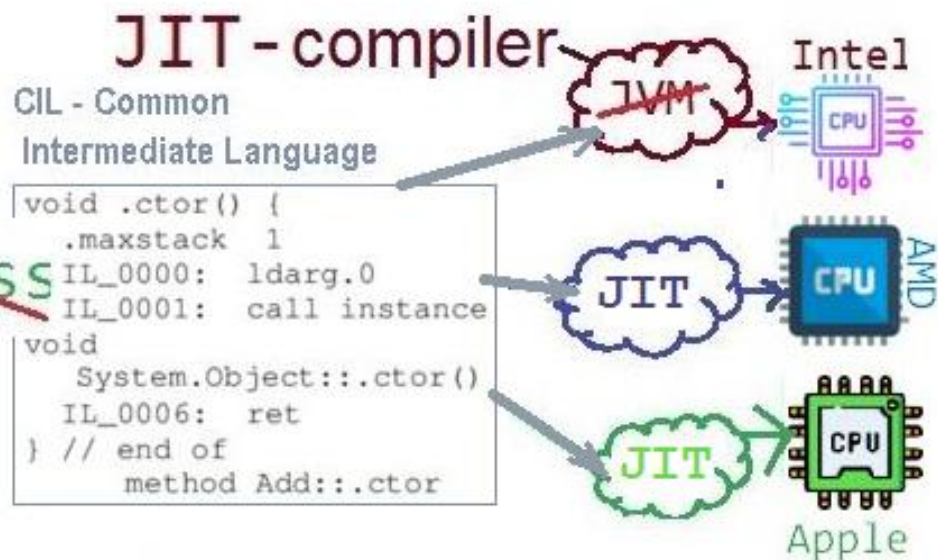 JIT-compiler
CIL - Common
Intermediate Language
void .ctor() {
.maxstack 1
IL_0000: ldarg.0
IL_0001: call instance
void
System.Object::.ctor()
IL_0006: ret
} // end of
method Add::.ctor
ss
JVM
Intel
CPU
JIT
CPU
AMD
JIT
CPU
Apple